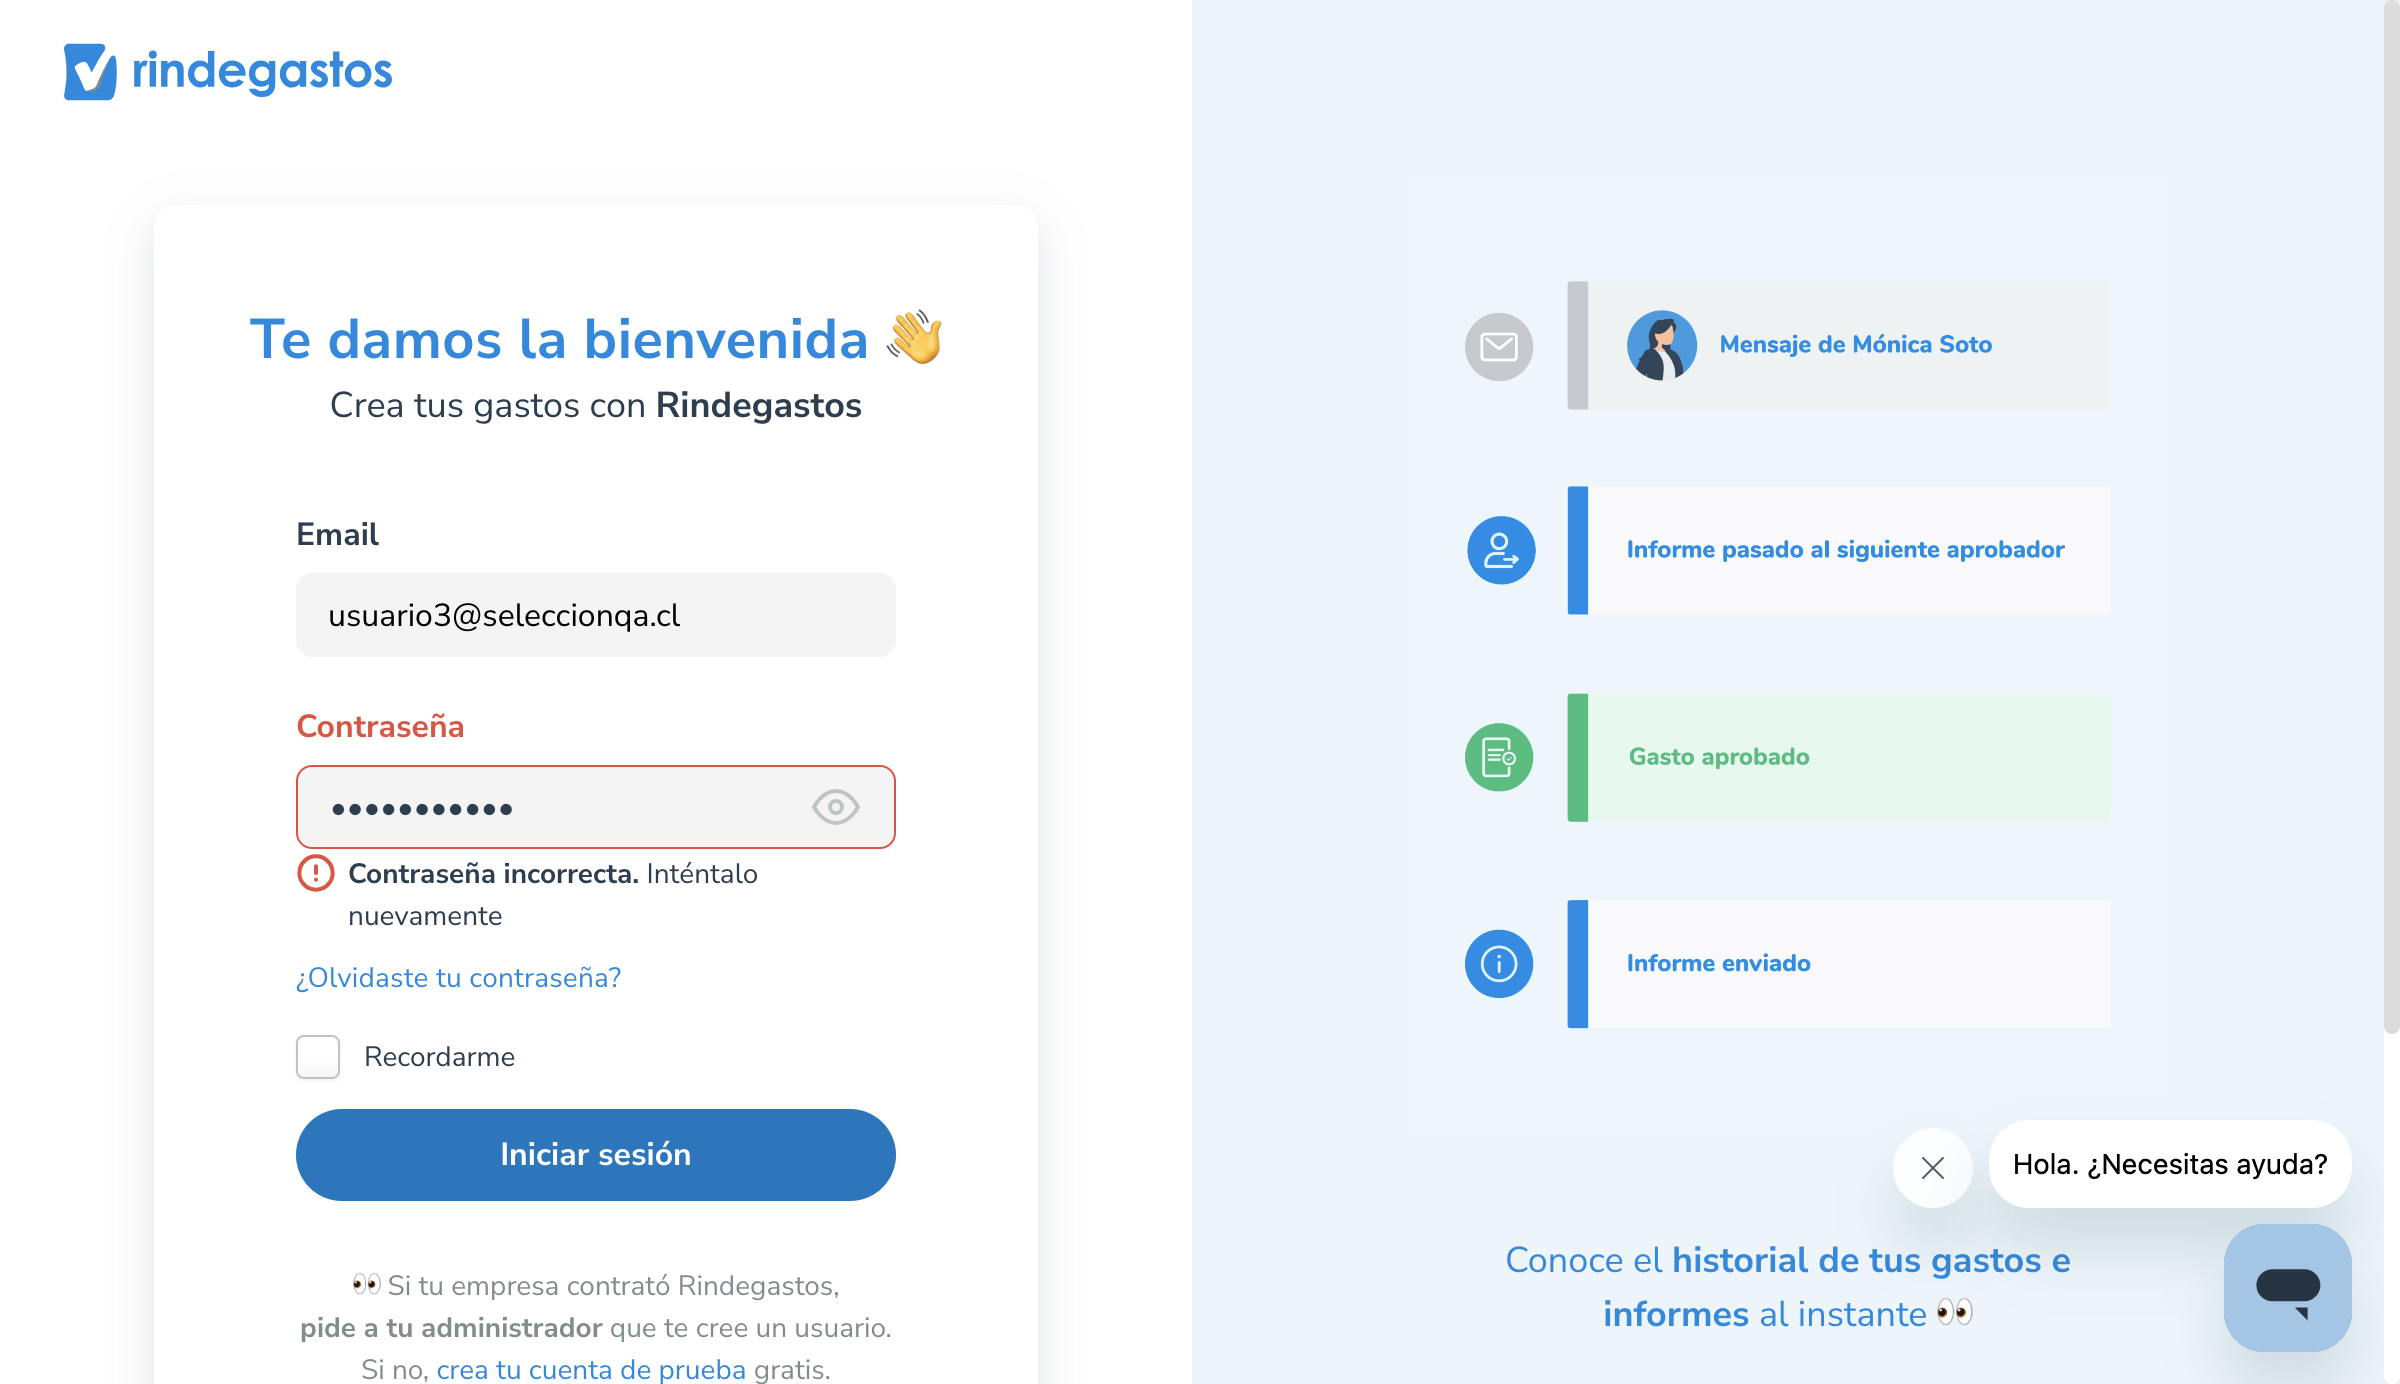 rindegastos
Te damos la bienvenida 👋
Crea tus gastos con Rindegastos
Email
usuario3@seleccionqa.cl
Contraseña
•••••••••••
Contraseña incorrecta. Inténtalo
nuevamente
¿Olvidaste tu contraseña?
Recordarme
Iniciar sesión
👀 Si tu empresa contrató Rindegastos,
pide a tu administrador que te cree un usuario.
Si no, crea tu cuenta de prueba gratis.
Mensaje de Mónica Soto
Informe pasado al siguiente aprobador
Gasto aprobado
Informe enviado
Hola. ¿Necesitas ayuda?
Conoce el historial de tus gastos e
informes al instante 👀